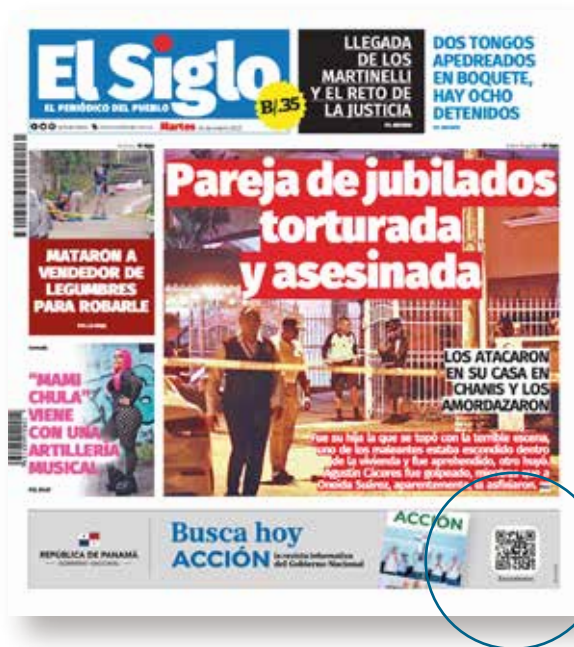 El Siglo
EL PERIÓDICO DEL PUEBLO
B/.35
Martes
LLEGADA
DE LOS
MARTINELLI
Y EL RETO DE
LA JUSTICIA
DOS TONGOS
APEDREADOS
EN BOQUETE,
HAY OCHO
DETENIDOS
MATARON A
VENDEDOR DE
LEGUMBRES
PARA ROBARLE
Pareja de jubilados
torturada
y asesinada
LOS ATACARON
EN SU CASA EN
CHANIS Y LOS
AMORDAZARON
Fue su hija la que se topó con la terrible escena,
uno de los maleantes estaba escondido dentro
de la vivienda y fue aprehendido, otro huyó.
Agustín Cáceres fue golpeado,
Oneida Suárez, aparentemente la asfixiaron.
"MAMI
CHULA"
VIENE
CON UNA
ARTILLERÍA
MUSICAL
REPÚBLICA DE PANAMÁ
GOBIERNO NACIONAL
Busca hoy
ACCIÓN la revista informativa
del Gobierno Nacional
ACCIÓN